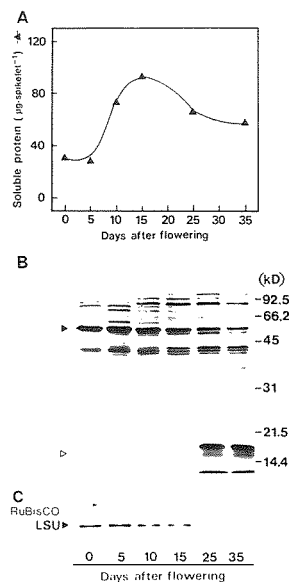 A
Soluble protein (µg·spikelet⁻¹) -▲-
120
80
40
0
0 5 10 15 25 35
Days after flowering
B
(kD)
-92.5
-66.2
-45
-31
-21.5
-14.4
C
RuBisCO
LSU
0 5 10 15 25 35
Days after flowering